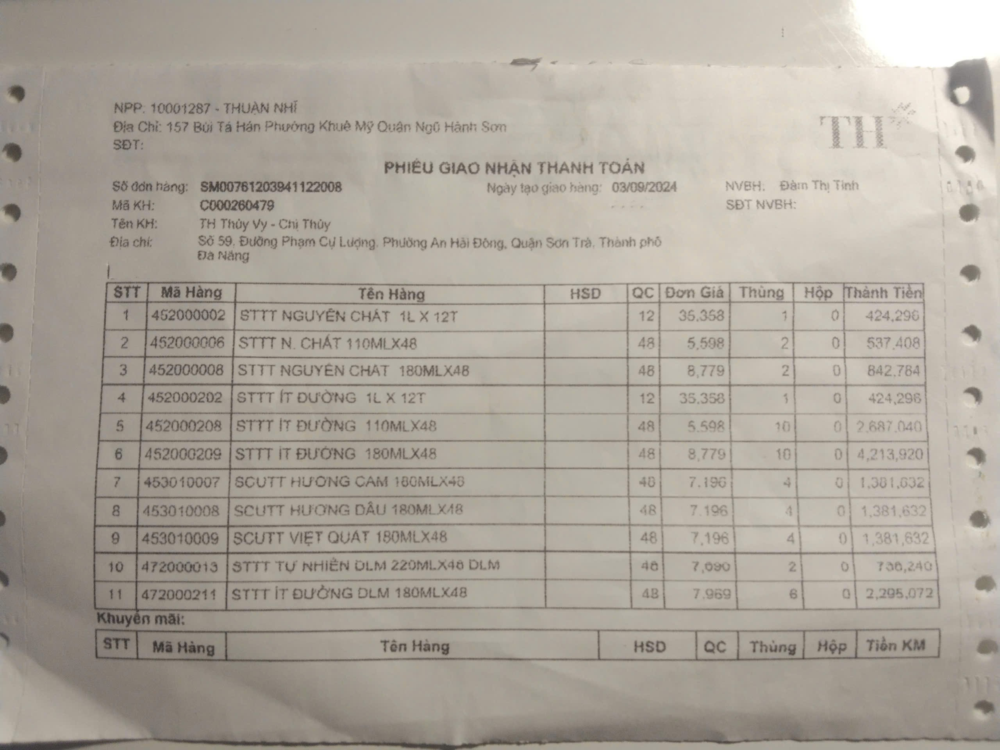 NPP: 10001287 - THUẬN NHĨ
Địa Chỉ: 157 Bùi Tá Hán Phường Khuê Mỹ Quận Ngũ Hành Sơn
SĐT:
TH
PHIẾU GIAO NHẬN THANH TOÁN
Số đơn hàng: SM00761203941122008 Ngày tạo giao hàng: 03/09/2024 NVBH: Đàm Thị Tính
Mã KH: C000260479 SĐT NVBH:
Tên KH: TH Thùy Vy - Chị Thủy
Địa chỉ: Số 59, Đường Phạm Cự Lượng, Phường An Hải Đông, Quận Sơn Trà, Thành phố
Đà Nẵng
STT Mã Hàng Tên Hàng HSD QC Đơn Giá Thùng Hộp Thành Tiền
1 452000002 STTT NGUYÊN CHẤT 1L X 12T 12 35,358 1 0 424,296
2 452000006 STTT N. CHẤT 110MLX48 48 5,598 2 0 537,408
3 452000008 STTT NGUYÊN CHẤT 180MLX48 48 8,779 2 0 842,784
4 452000202 STTT ÍT ĐƯỜNG 1L X 12T 12 35,358 1 0 424,296
5 452000208 STTT ÍT ĐƯỜNG 110MLX48 48 5,598 10 0 2,687,040
6 452000209 STTT ÍT ĐƯỜNG 180MLX48 48 8,779 10 0 4,213,920
7 453010007 SCUTT HƯƠNG CAM 180MLX48 48 7,196 4 0 1,381,632
8 453010008 SCUTT HƯƠNG DÂU 180MLX48 48 7,196 4 0 1,381,632
9 453010009 SCUTT VIỆT QUẤT 180MLX48 48 7,196 4 0 1,381,632
10 472000013 STTT TỰ NHIÊN DLM 220MLX48 DLM 48 7,690 2 0 738,240
11 472000211 STTT ÍT ĐƯỜNG DLM 180MLX48 48 7,969 6 0 2,295,072
Khuyến mãi:
STT Mã Hàng Tên Hàng HSD QC Thùng Hộp Tiền KM